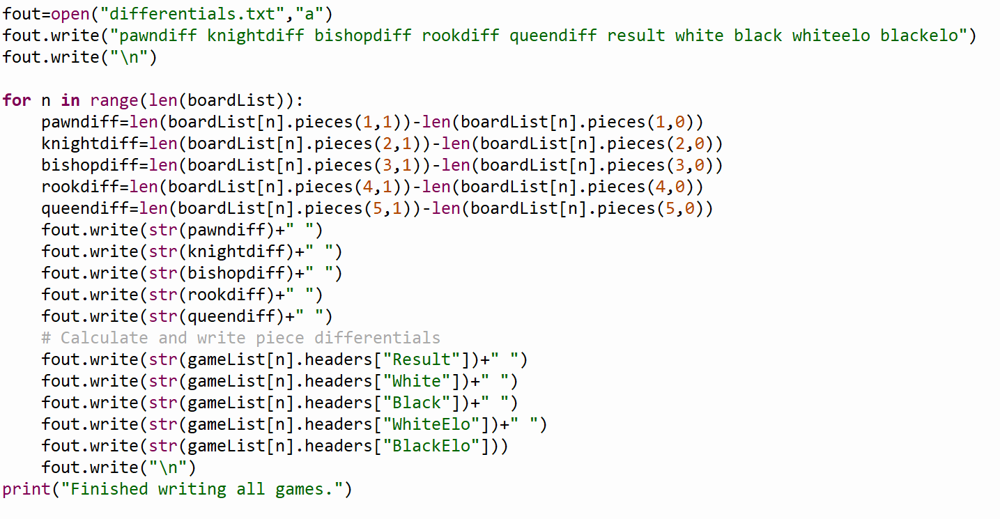 fout=open("differentials.txt","a")
fout.write("pawndiff knightdiff bishopdiff rookdiff queendiff result white black whiteelo blackelo")
fout.write("\n")

for n in range(len(boardList)):
    pawndiff=len(boardList[n].pieces(1,1))-len(boardList[n].pieces(1,0))
    knightdiff=len(boardList[n].pieces(2,1))-len(boardList[n].pieces(2,0))
    bishopdiff=len(boardList[n].pieces(3,1))-len(boardList[n].pieces(3,0))
    rookdiff=len(boardList[n].pieces(4,1))-len(boardList[n].pieces(4,0))
    queendiff=len(boardList[n].pieces(5,1))-len(boardList[n].pieces(5,0))
    fout.write(str(pawndiff)+" ")
    fout.write(str(knightdiff)+" ")
    fout.write(str(bishopdiff)+" ")
    fout.write(str(rookdiff)+" ")
    fout.write(str(queendiff)+" ")
    # Calculate and write piece differentials
    fout.write(str(gameList[n].headers["Result"])+" ")
    fout.write(str(gameList[n].headers["White"])+" ")
    fout.write(str(gameList[n].headers["Black"])+" ")
    fout.write(str(gameList[n].headers["WhiteElo"])+" ")
    fout.write(str(gameList[n].headers["BlackElo"]))
    fout.write("\n")
print("Finished writing all games.")